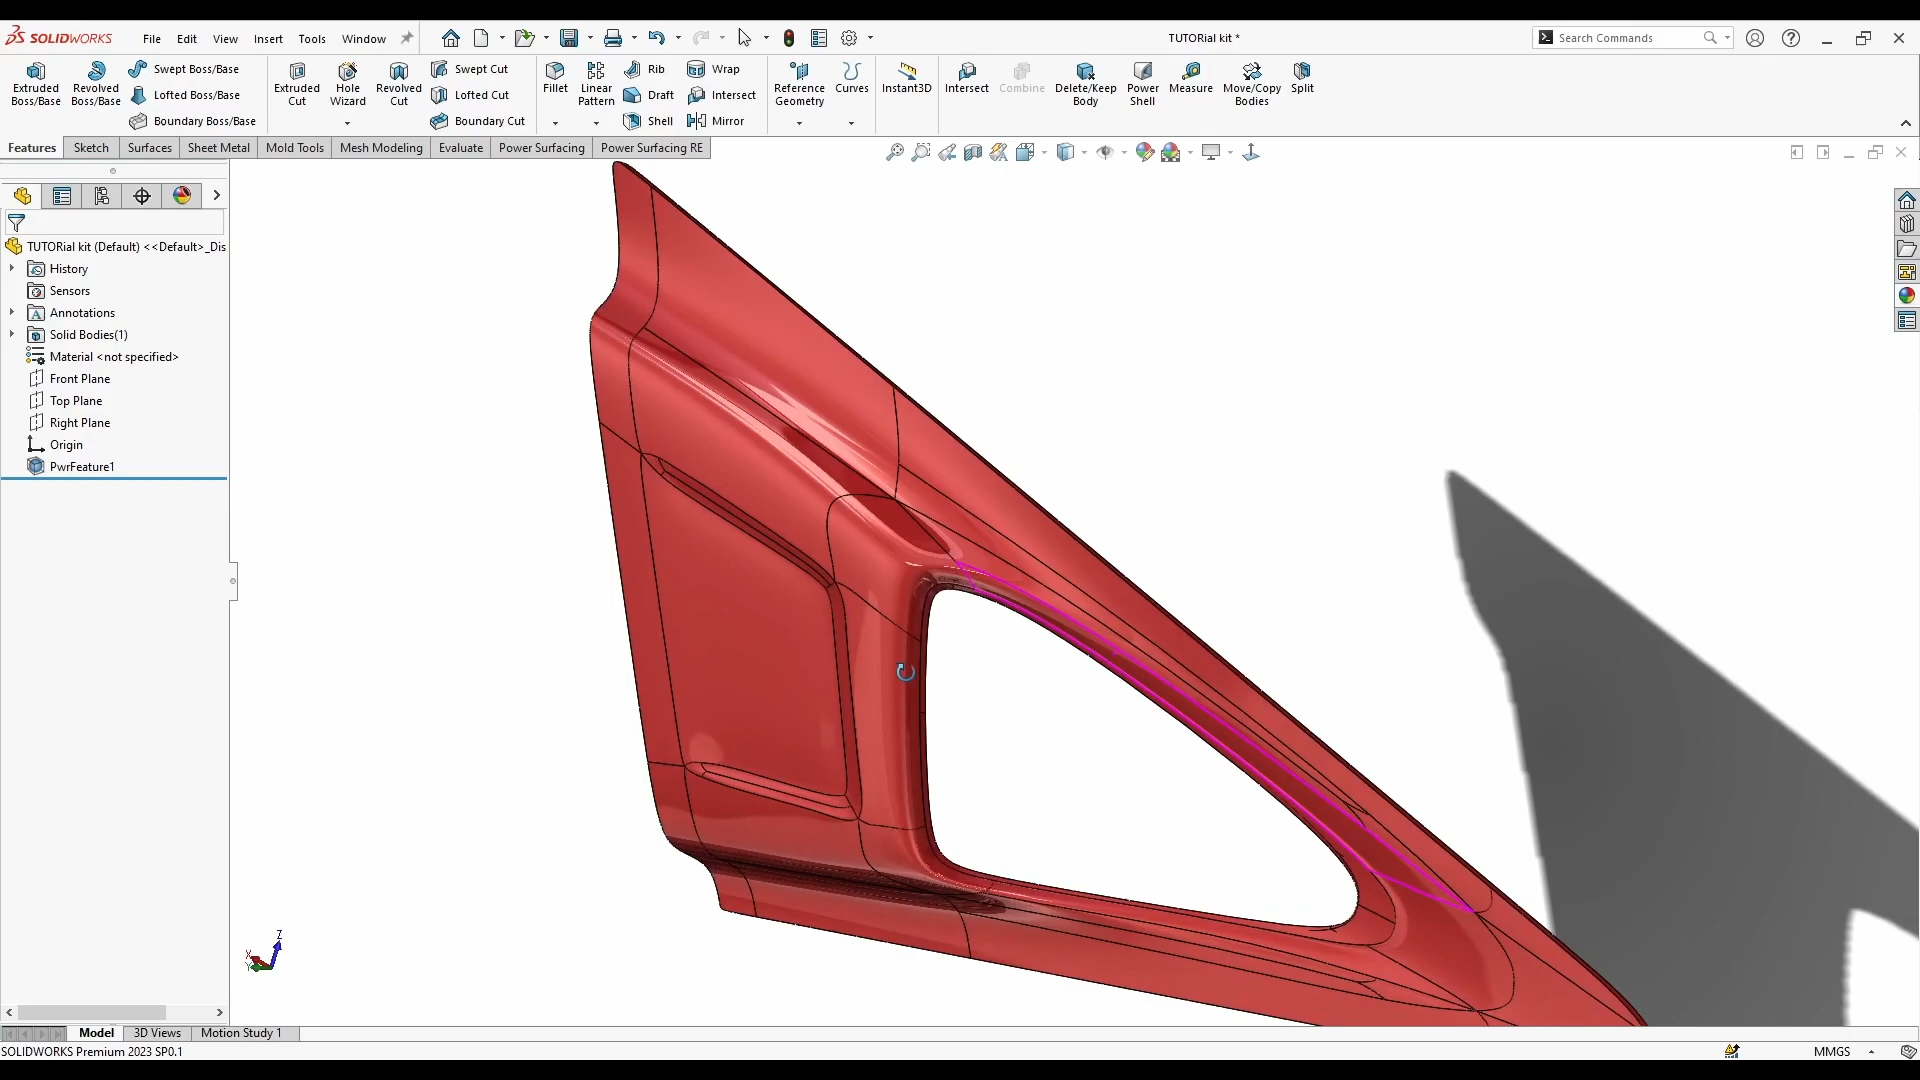 SOLIDWORKS File Edit View Insert Tools Window TUTORial kit * Search Commands
Extruded Boss/Base
Revolved Boss/Base
Swept Boss/Base
Lofted Boss/Base
Boundary Boss/Base
Extruded Cut
Hole Wizard
Revolved Cut
Swept Cut
Lofted Cut
Boundary Cut
Fillet
Linear Pattern
Rib
Draft
Shell
Wrap
Intersect
Mirror
Reference Geometry
Curves
Instant3D
Intersect
Combine
Delete/Keep Body
Power Shell
Measure
Move/Copy Bodies
Split
Features Sketch Surfaces Sheet Metal Mold Tools Mesh Modeling Evaluate Power Surfacing Power Surfacing RE
TUTORial kit (Default) <<Default>_Dis
History
Sensors
Annotations
Solid Bodies(1)
Material <not specified>
Front Plane
Top Plane
Right Plane
Origin
PwrFeature1
Z
X
Y
Model 3D Views Motion Study 1
SOLIDWORKS Premium 2023 SP0.1 MMGS